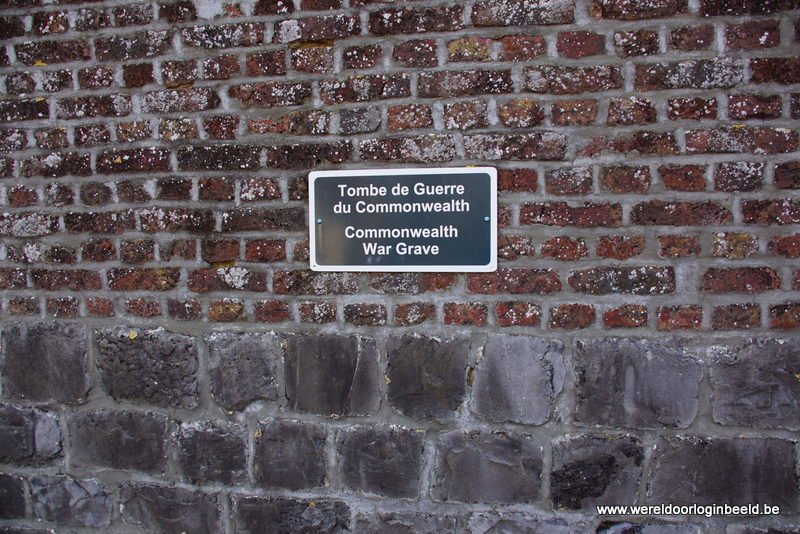 Tombe de Guerre
du Commonwealth
Commonwealth
War Grave
www.wereldoorloginbeeld.be